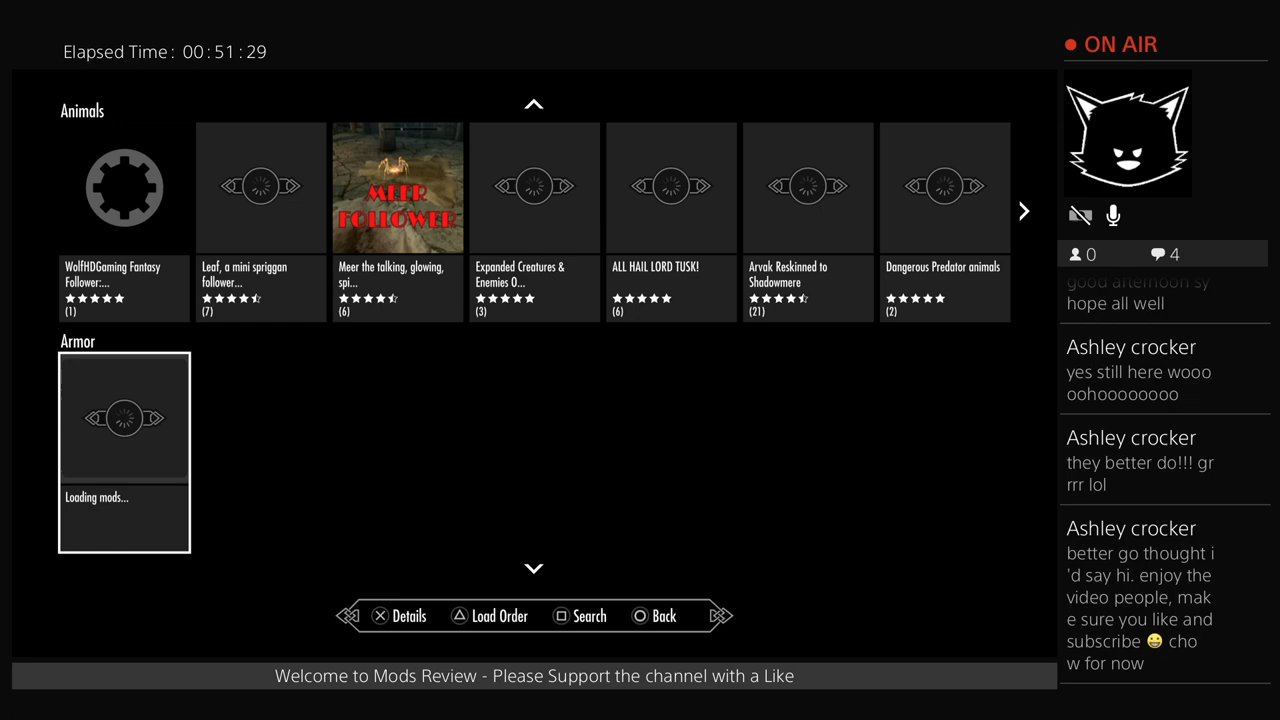 Elapsed Time: 00:51:29
ON AIR
Animals
MEER
FOLLOWER
WolfHDGaming Fantasy
Follower:...
(1)
Leaf, a mini spriggan
follower...
(7)
Meer the talking, glowing,
spi...
(6)
Expanded Creatures &
Enemies O...
(3)
ALL HAIL LORD TUSK!
(6)
Arvak Reskinned to
Shadowmere
(21)
Dangerous Predator animals
(2)
Armor
Loading mods...
Details
Load Order
Search
Back
Welcome to Mods Review - Please Support the channel with a Like
0
4
good afternoon sy
hope all well
Ashley crocker
yes still here wooo
oohoooooooo
Ashley crocker
they better do!!! gr
rrr lol
Ashley crocker
better go thought i
'd say hi. enjoy the
video people, mak
e sure you like and
subscribe 😀 cho
w for now